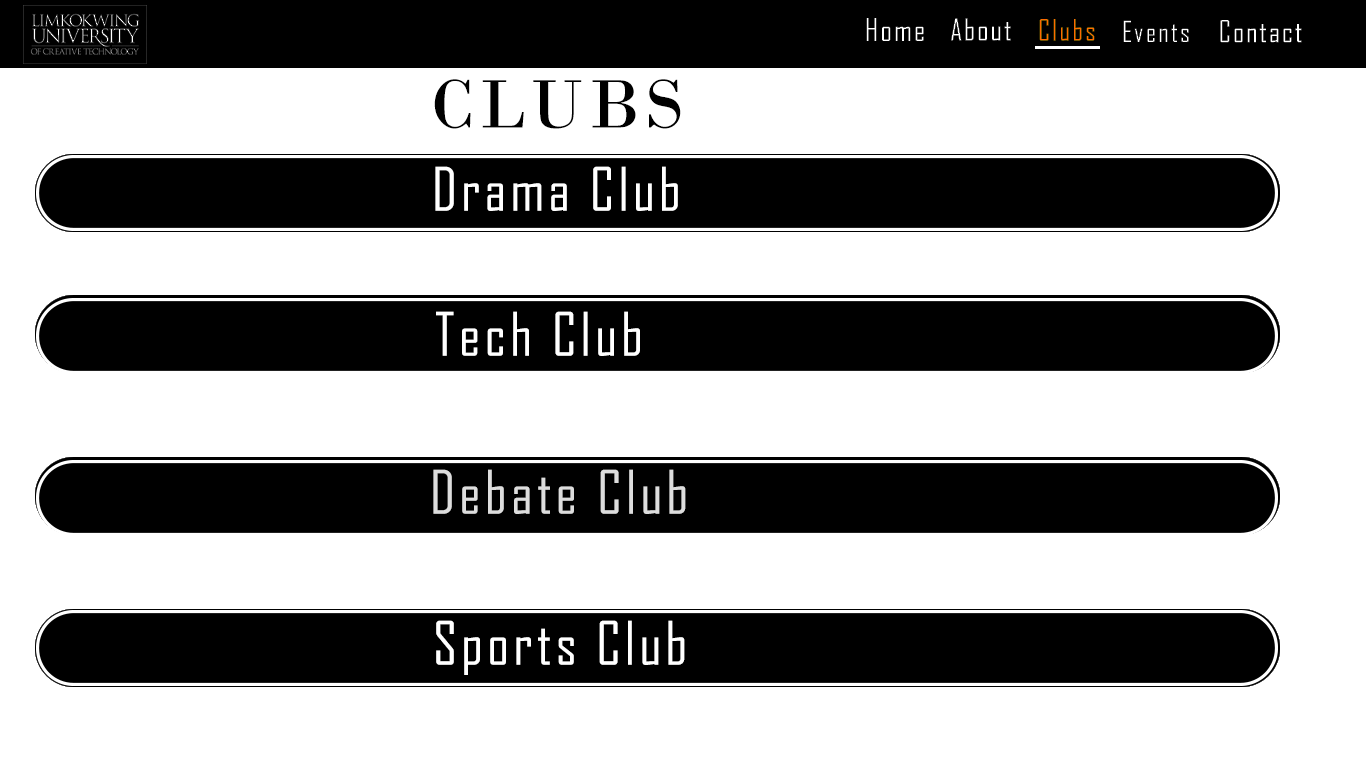 LIMKOKWING
UNIVERSITY
OF CREATIVE TECHNOLOGY
Home About Clubs Events Contact
CLUBS
Drama Club
Tech Club
Debate Club
Sports Club